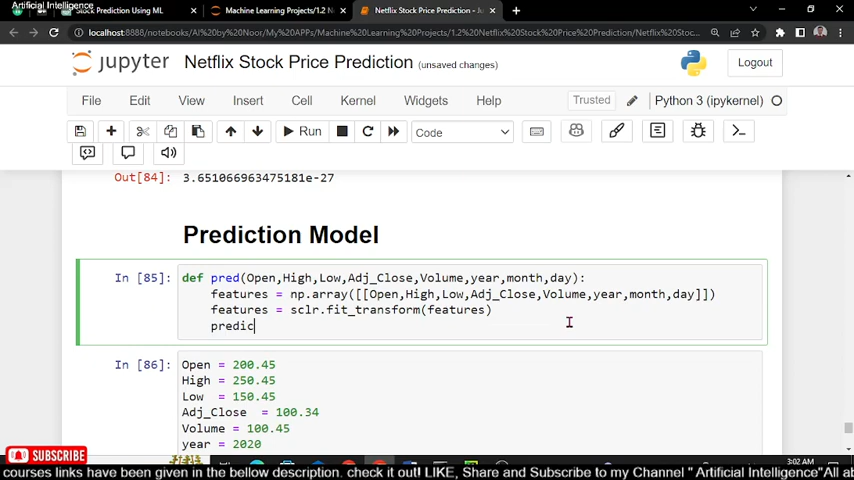 Artificial Intelligence
Stock Prediction Using ML
Machine Learning Projects/1.2 N
Netflix Stock Price Prediction - Ju
localhost:8888/notebooks/AI%20by%20Noor/My%20APPs/Machine%20Learning%20Projects/1.2%20Netflix%20Stock%20Price%20Prediction/Netflix%20Stoc...
jupyter Netflix Stock Price Prediction (unsaved changes)
Logout
File Edit View Insert Cell Kernel Widgets Help
Trusted Python 3 (ipykernel)
Run Code
Out[84]: 3.651066963475181e-27
Prediction Model
In [85]: def pred(Open,High,Low,Adj_Close,Volume,year,month,day):
features = np.array([[Open,High,Low,Adj_Close,Volume,year,month,day]])
features = sclr.fit_transform(features)
predic
In [86]: Open = 200.45
High = 250.45
Low = 150.45
Adj_Close = 100.34
Volume = 100.45
year = 2020
SUBSCRIBE
3:02 AM
courses links have been given in the bellow description. check it out! LIKE, Share and Subscribe to my Channel " Artificial Intelligence"All ab